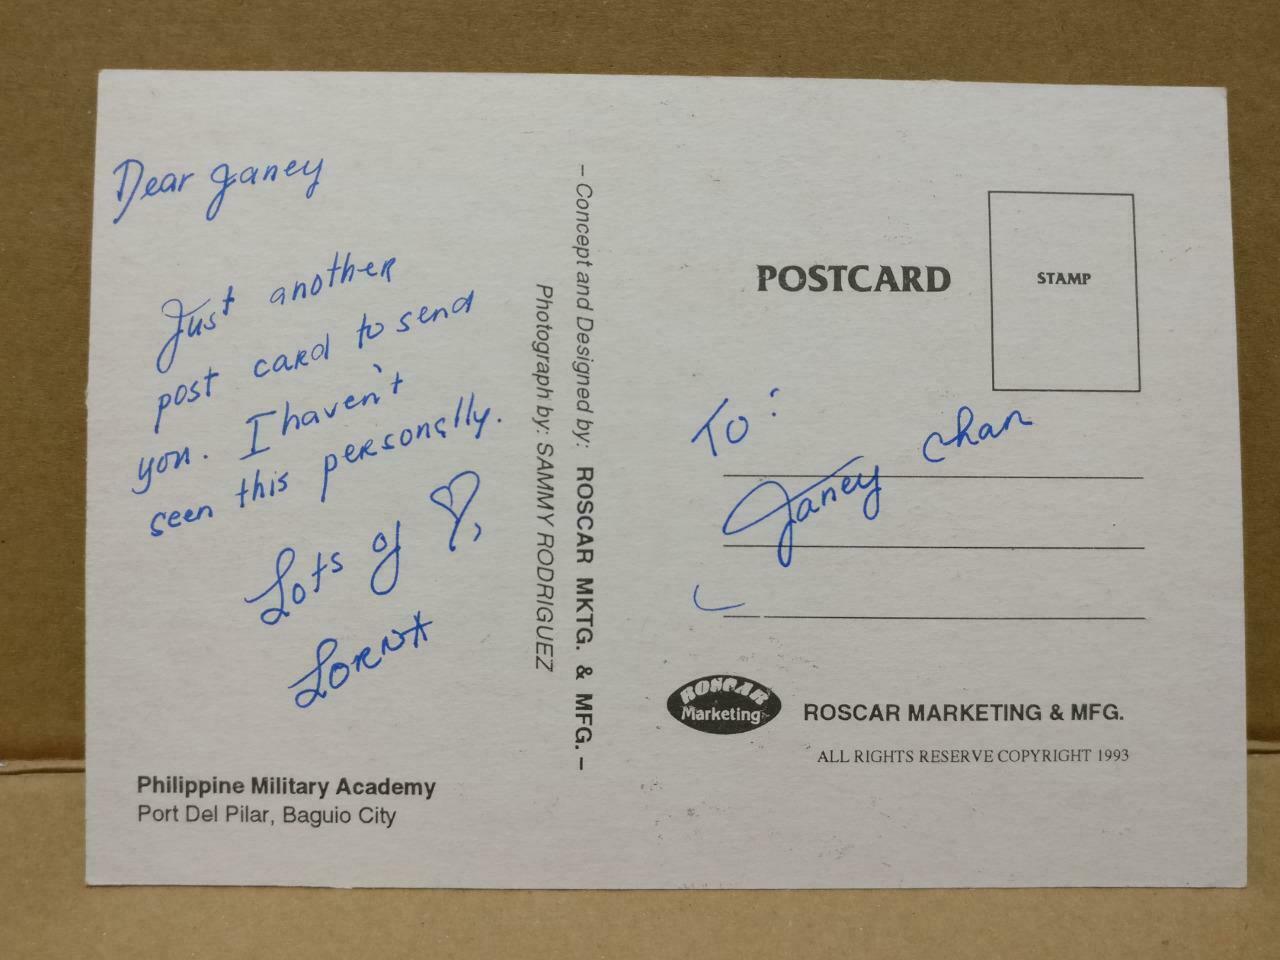 Dear Janey
Just another
post card to send
you. I haven't
seen this personally.
Lots of ♡,
LORNA
Philippine Military Academy
Port Del Pilar, Baguio City
– Concept and Designed by: ROSCAR MKTG. & MFG. –
Photograph by: SAMMY RODRIGUEZ
POSTCARD
STAMP
To:
Janey Chan
ROSCAR
Marketing
ROSCAR MARKETING & MFG.
ALL RIGHTS RESERVE COPYRIGHT 1993